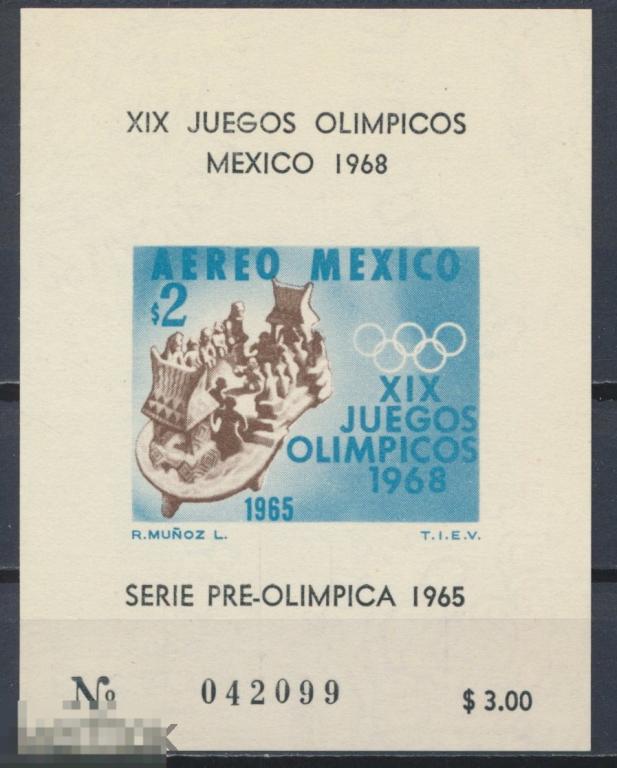 XIX JUEGOS OLIMPICOS
MEXICO 1968
AEREO MEXICO
$2
XIX
JUEGOS
OLIMPICOS
1968
1965
R.MUÑOZ L. T.I.E.V.
SERIE PRE-OLIMPICA 1965
No 042099 $ 3.00